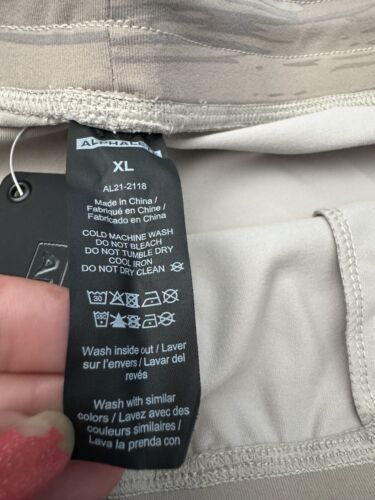 XL
AL21-2118
Made in China /
Fabriqué en Chine /
Fabricado en China
COLD MACHINE WASH
DO NOT BLEACH
DO NOT TUMBLE DRY
COOL IRON
DO NOT DRY CLEAN
30
Wash inside out / Laver
sur l'envers / Lavar del
revés
Wash with similar
colors / Lavez avec des
couleurs similaires /
Lava la prenda con